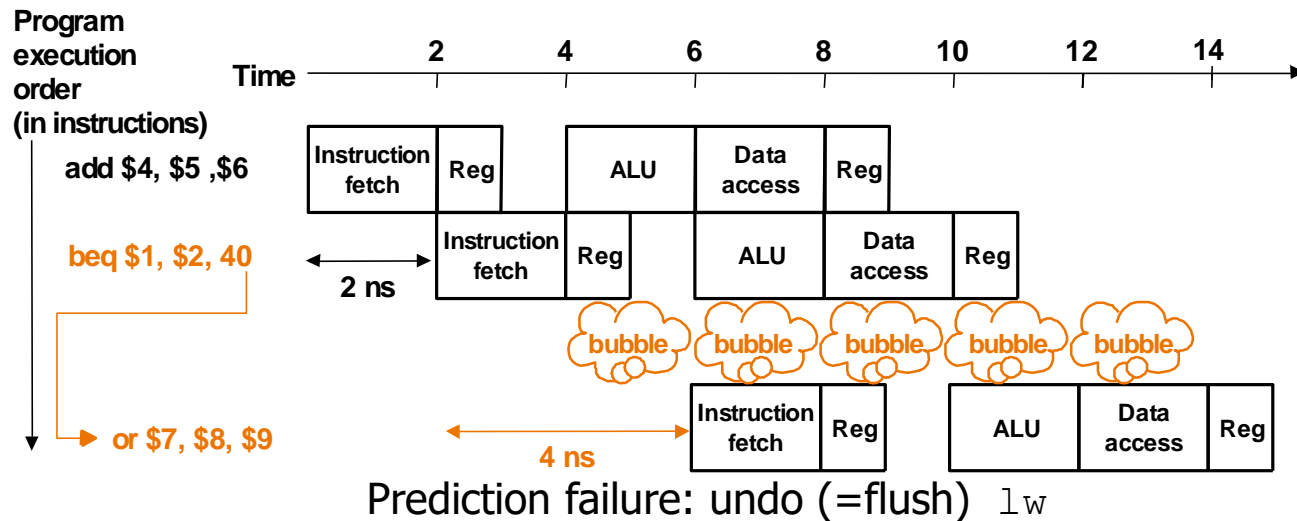 Program
execution
order
(in instructions)
Time
2 4 6 8 10 12 14
add $4, $5 ,$6
Instruction
fetch
Reg
ALU
Data
access
Reg
beq $1, $2, 40
2 ns
Instruction
fetch
Reg
ALU
Data
access
Reg
bubble bubble bubble bubble bubble
or $7, $8, $9
4 ns
Instruction
fetch
Reg
ALU
Data
access
Reg
Prediction failure: undo (=flush) lw